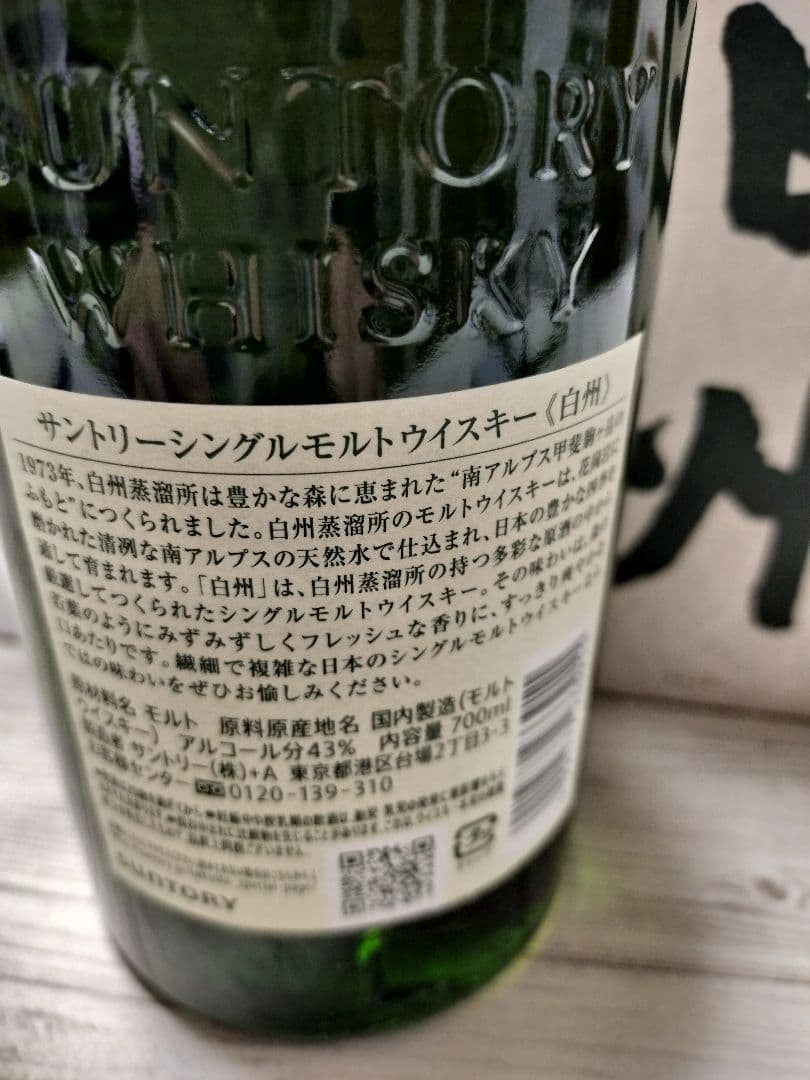 SUNTORY
WHISKY
サントリーシングルモルトウイスキー《白州》
1973年、白州蒸溜所は豊かな森に恵まれた“南アルプス甲斐駒ヶ岳の
ふもと”につくられました。白州蒸溜所のモルトウイスキーは、花崗岩に
磨かれた清冽な南アルプスの天然水で仕込まれ、日本の豊かな四季を
通して育まれます。「白州」は、白州蒸溜所の持つ多彩な原酒の中から
厳選してつくられたシングルモルトウイスキー。その味わいは、森の
若葉のようにみずみずしくフレッシュな香りに、すっきり爽やかな
口あたりです。繊細で複雑な日本のシングルモルトウイスキーなら
ではの味わいをぜひお愉しみください。
原材料名 モルト 原料原産地名 国内製造(モルト
ウイスキー) アルコール分43% 内容量 700ml
製造者 サントリー(株)+A 東京都港区台場2丁目3-3
お客様センター 0120-139-310
SUNTORY
白州